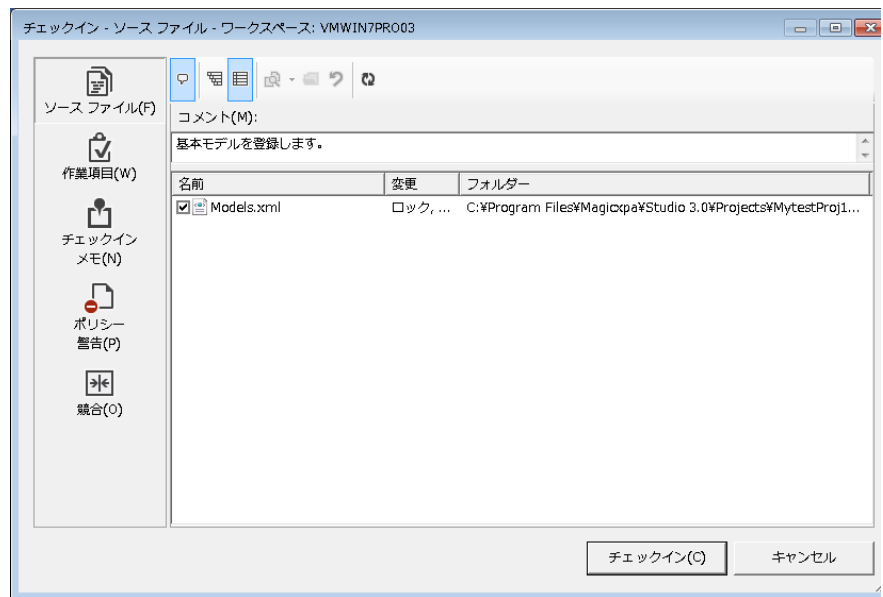 チェックイン - ソース ファイル - ワークスペース: VMWIN7PRO03
ソース ファイル(F)
作業項目(W)
チェックイン
メモ(N)
ポリシー
警告(P)
競合(O)
コメント(M):
基本モデルを登録します。
名前 変更 フォルダー
Models.xml ロック, ... C:¥Program Files¥Magicxpa¥Studio 3.0¥Projects¥MytestProj1...
チェックイン(C) キャンセル